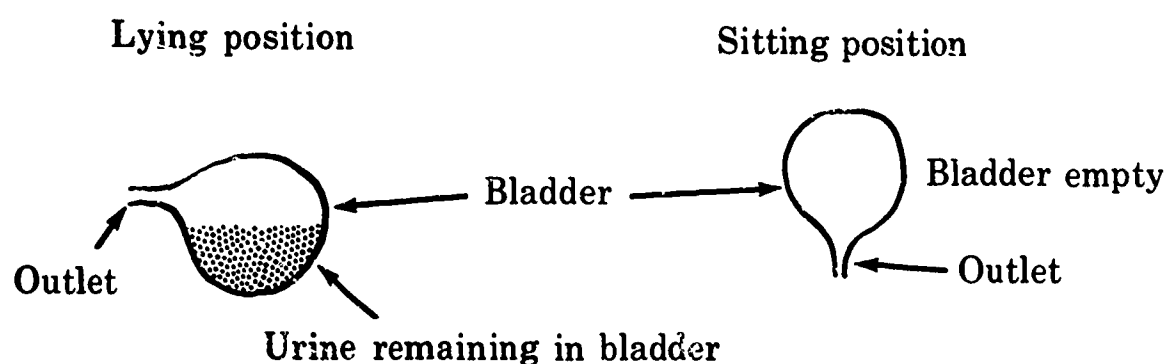 Lying position
Sitting position
Bladder
Bladder empty
Outlet
Outlet
Urine remaining in bladder